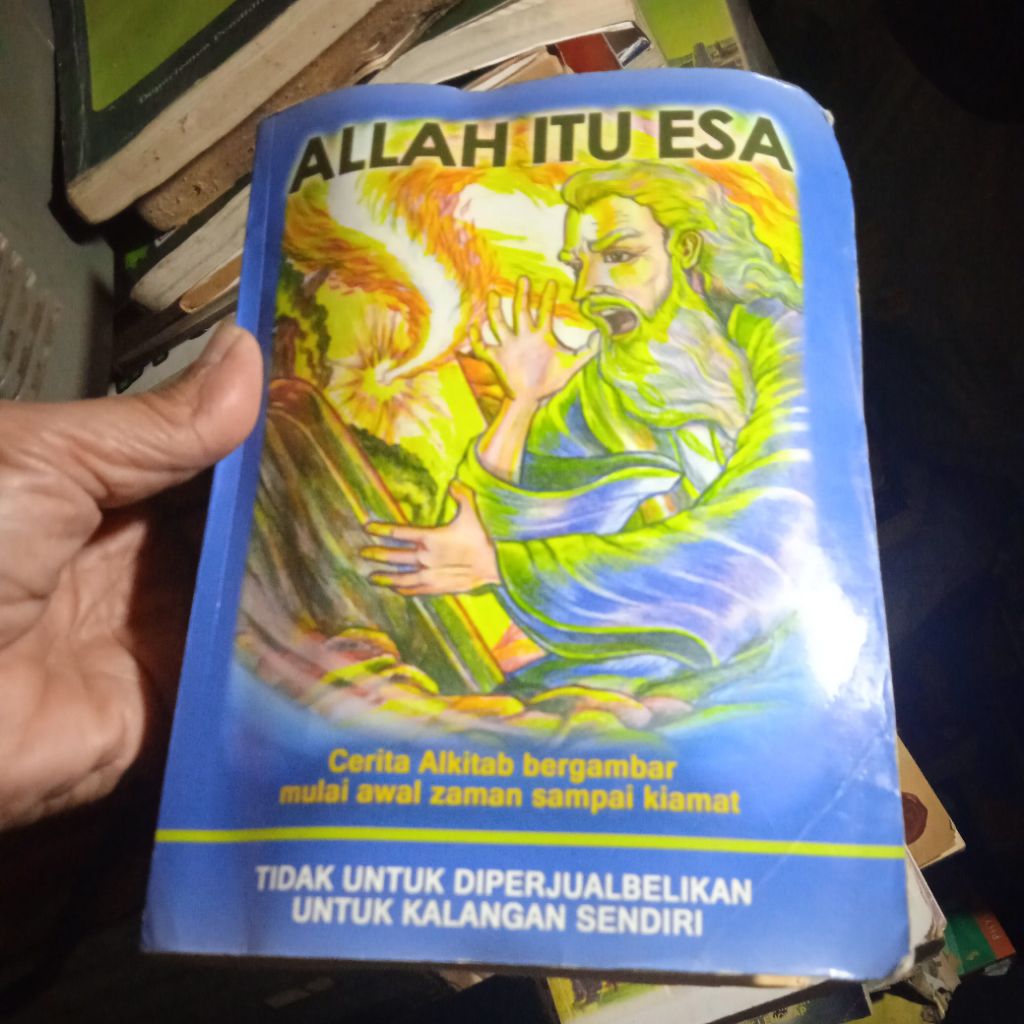 ALLAH ITU ESA
Cerita Alkitab bergambar
mulai awal zaman sampai kiamat
TIDAK UNTUK DIPERJUALBELIKAN
UNTUK KALANGAN SENDIRI